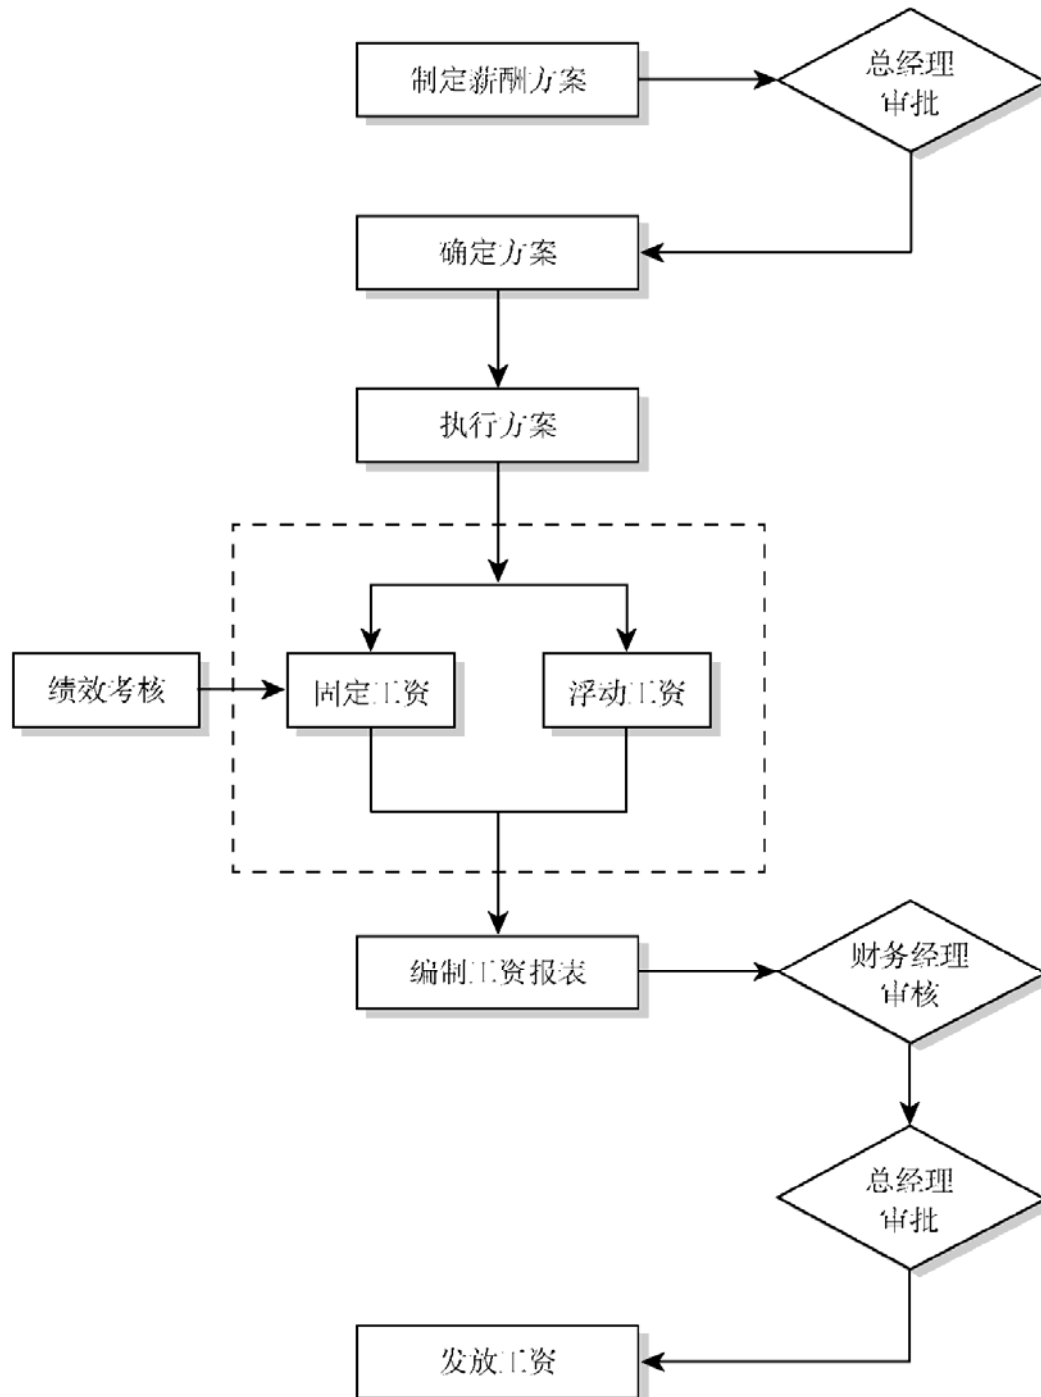 制定薪酬方案
总经理
审批
确定方案
执行方案
绩效考核
固定工资
浮动工资
编制工资报表
财务经理
审核
总经理
审批
发放工资